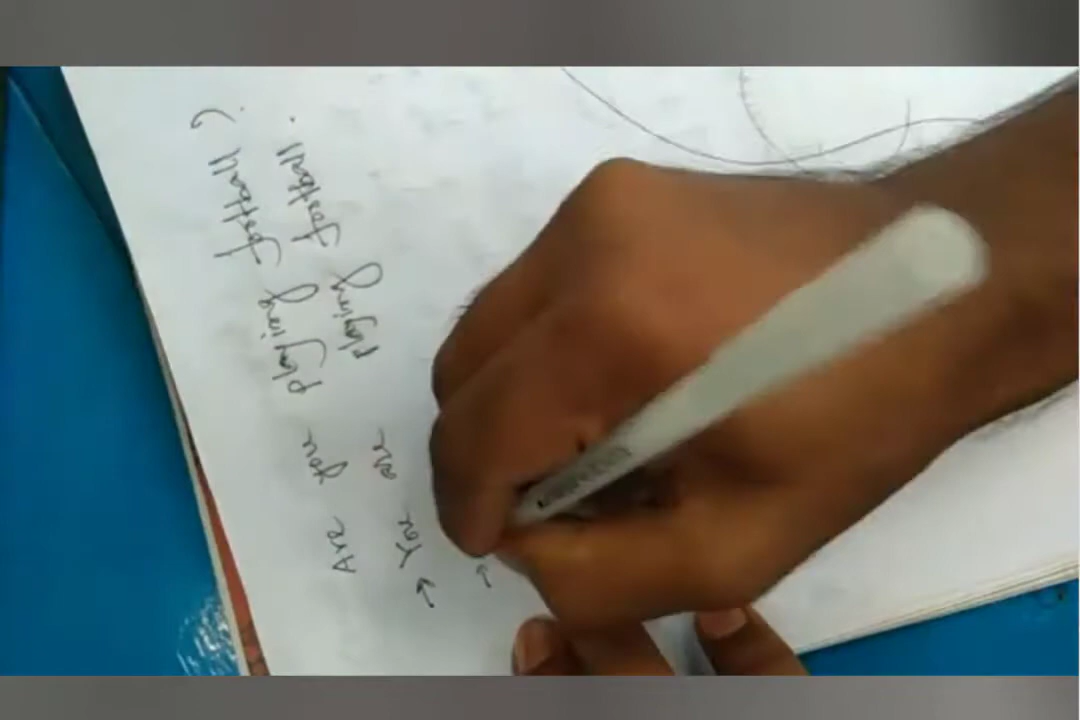 Are you playing football ?
→ You are playing football.
→